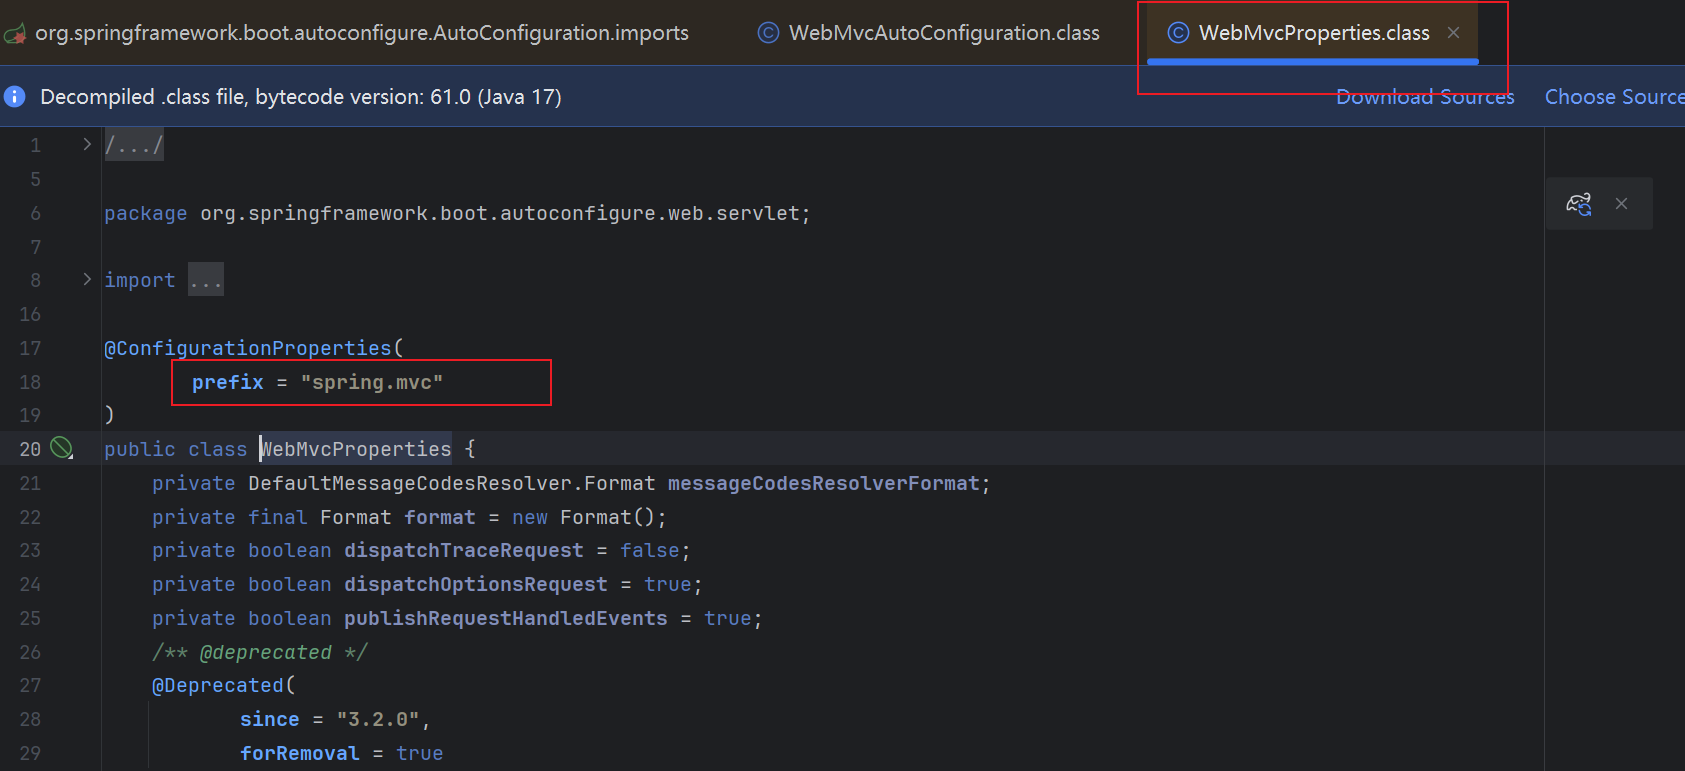 org.springframework.boot.autoconfigure.AutoConfiguration.imports WebMvcAutoConfiguration.class WebMvcProperties.class
Decompiled .class file, bytecode version: 61.0 (Java 17) Download Sources Choose Source
1 /.../
5
6 package org.springframework.boot.autoconfigure.web.servlet;
7
8 import ...
16
17 @ConfigurationProperties(
18 prefix = "spring.mvc"
19 )
20 public class WebMvcProperties {
21 private DefaultMessageCodesResolver.Format messageCodesResolverFormat;
22 private final Format format = new Format();
23 private boolean dispatchTraceRequest = false;
24 private boolean dispatchOptionsRequest = true;
25 private boolean publishRequestHandledEvents = true;
26 /** @deprecated */
27 @Deprecated(
28 since = "3.2.0",
29 forRemoval = true